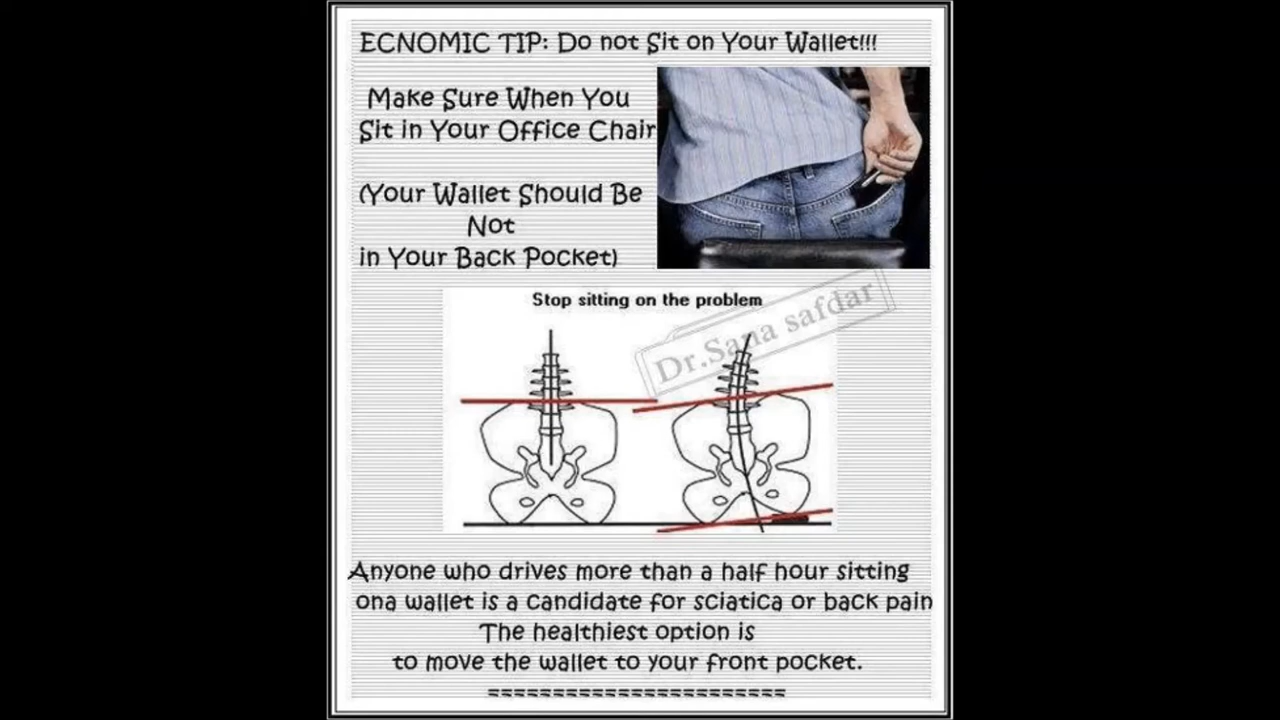 ECNOMIC TIP: Do not Sit on Your Wallet!!!
Make Sure When You
Sit in Your Office Chair
(Your Wallet Should Be
Not
in Your Back Pocket)
Stop sitting on the problem
Dr.Sana safdar
Anyone who drives more than a half hour sitting
ona wallet is a candidate for sciatica or back pain
The healthiest option is
to move the wallet to your front pocket.
=======================